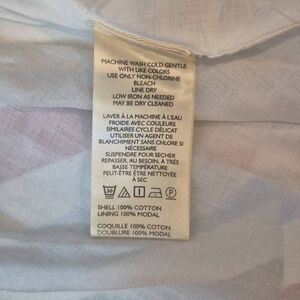 MACHINE WASH COLD GENTLE
WITH LIKE COLORS
USE ONLY NON-CHLORINE
BLEACH
LINE DRY
LOW IRON AS NEEDED
MAY BE DRY CLEANED
LAVER À LA MACHINE À L'EAU
FROIDE AVEC COULEURS
SIMILAIRES CYCLE DÉLICAT
UTILISER UN AGENT DE
BLANCHIMENT SANS CHLORE SI
NÉCESSAIRE
SUSPENDRE POUR SECHER
REPASSER, AU BESOIN, À TRÈS
BASSE TEMPÉRATURE
PEUT-ÊTRE ÊTRE NETTOYÉE
À SEC
30 P
SHELL 100% COTTON
LINING 100% MODAL
COQUILLE 100% COTON
DOUBLURE 100% MODAL